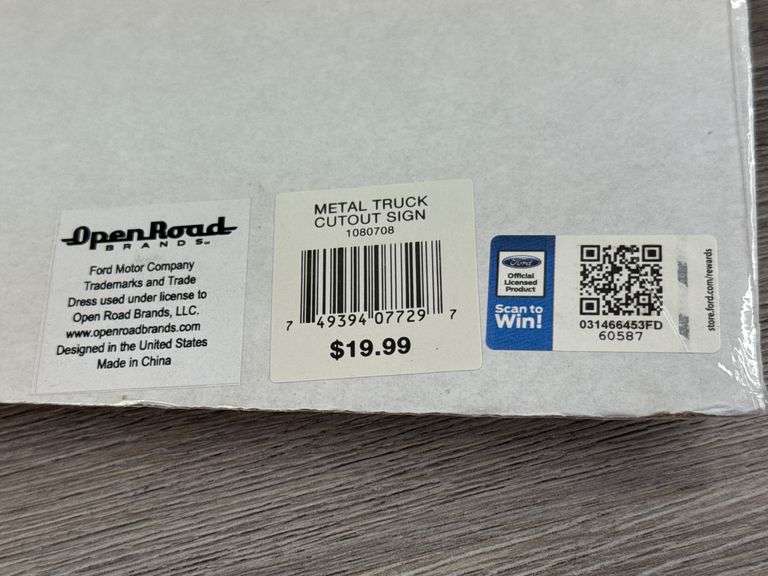 OpenRoad
BRANDS
Ford Motor Company
Trademarks and Trade
Dress used under license to
Open Road Brands, LLC.
www.openroadbrands.com
Designed in the United States
Made in China
METAL TRUCK
CUTOUT SIGN
1080708
7 49394 07729 7
$19.99
Ford
Official
Licensed
Product
Scan to
Win!
031466453FD
60587
store.ford.com/rewards